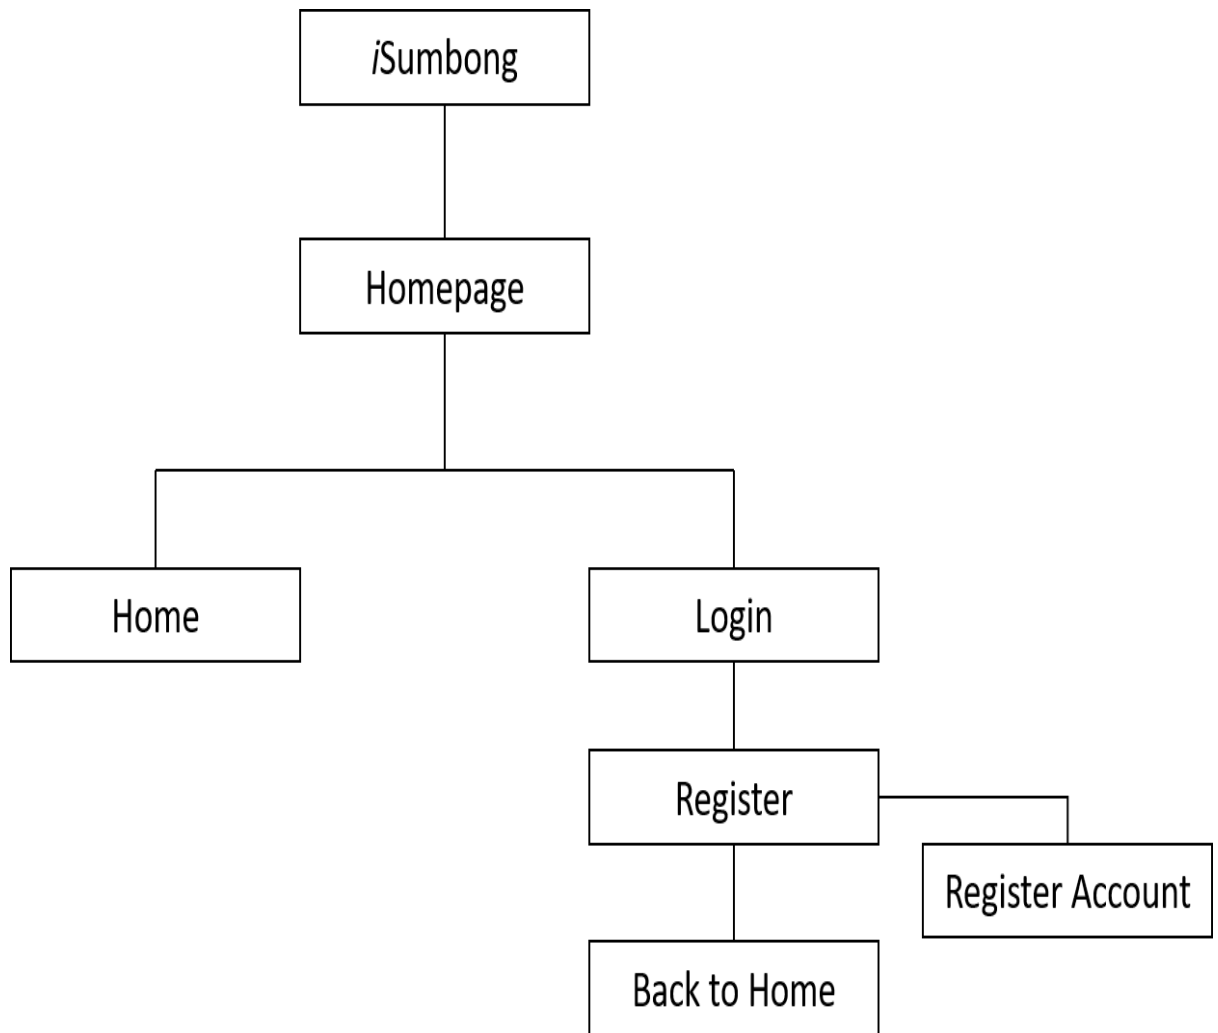 iSumbong
Homepage
Home
Login
Register
Register Account
Back to Home